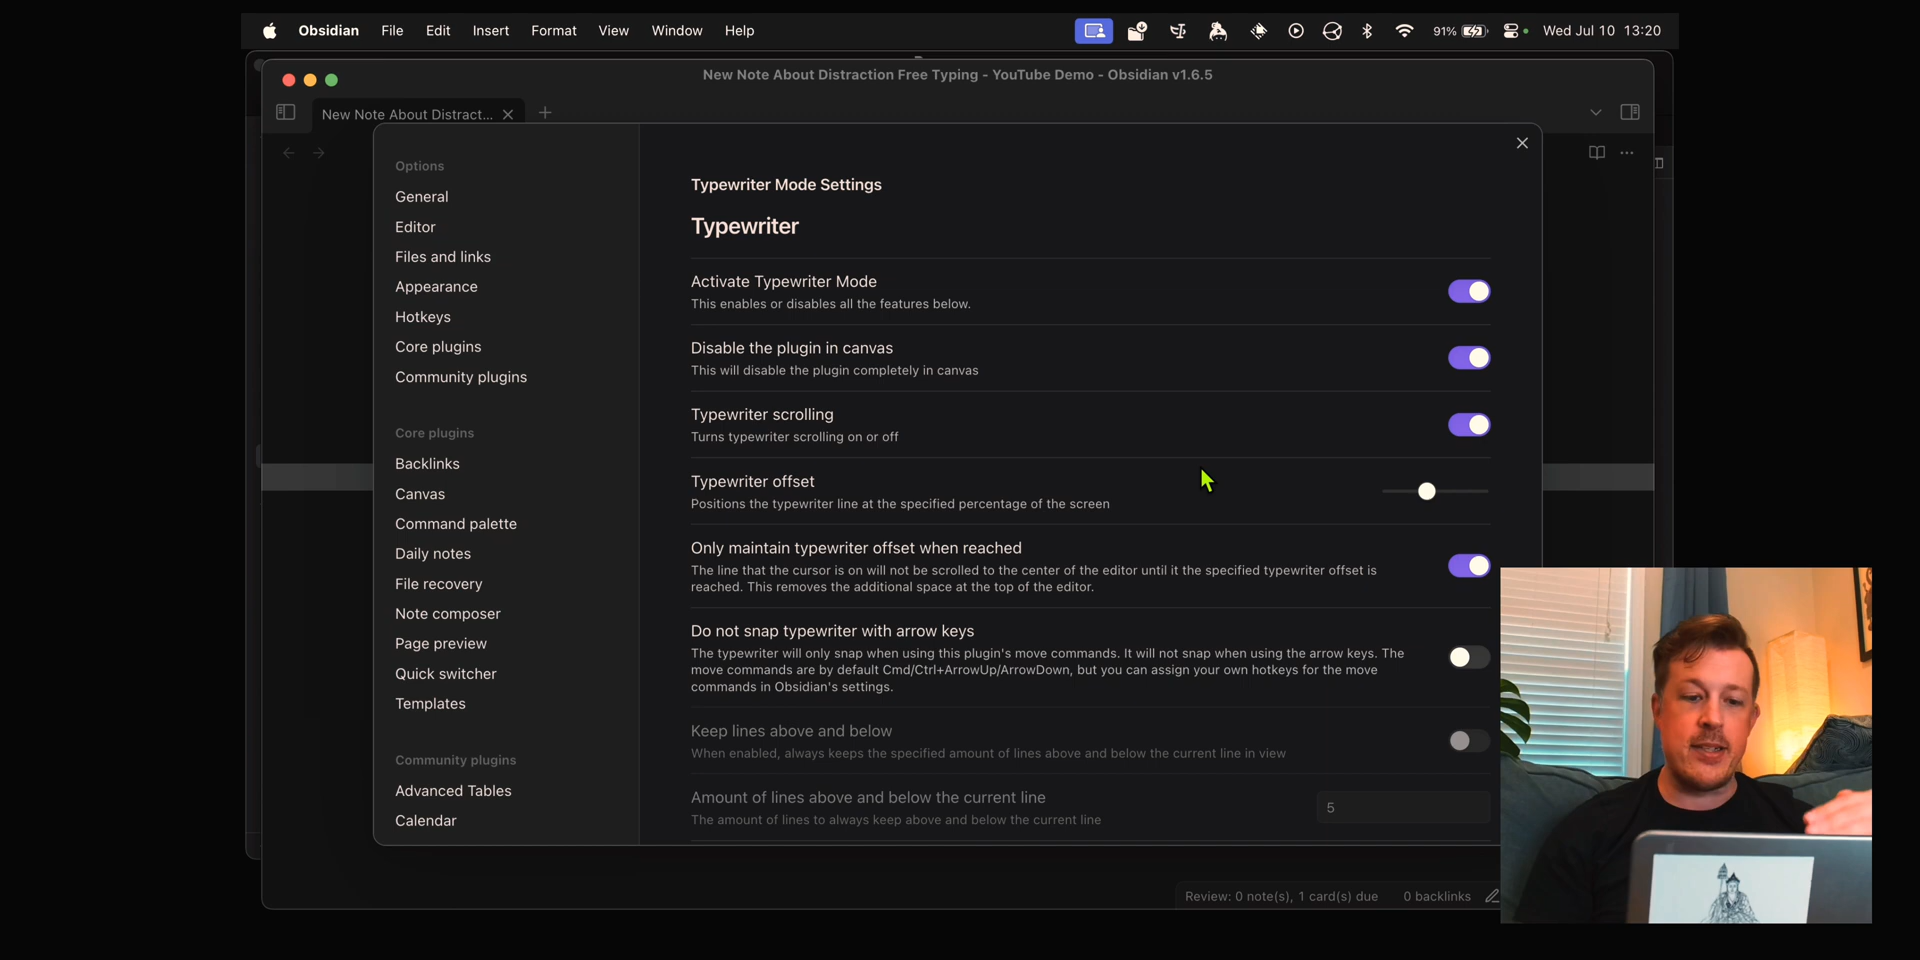 Obsidian File Edit Insert Format View Window Help 91% Wed Jul 10 13:20
New Note About Distraction Free Typing - YouTube Demo - Obsidian v1.6.5
New Note About Distract...
Options
General
Editor
Files and links
Appearance
Hotkeys
Core plugins
Community plugins
Core plugins
Backlinks
Canvas
Command palette
Daily notes
File recovery
Note composer
Page preview
Quick switcher
Templates
Community plugins
Advanced Tables
Calendar
Typewriter Mode Settings
Typewriter
Activate Typewriter Mode
This enables or disables all the features below.
Disable the plugin in canvas
This will disable the plugin completely in canvas
Typewriter scrolling
Turns typewriter scrolling on or off
Typewriter offset
Positions the typewriter line at the specified percentage of the screen
Only maintain typewriter offset when reached
The line that the cursor is on will not be scrolled to the center of the editor until it the specified typewriter offset is
reached. This removes the additional space at the top of the editor.
Do not snap typewriter with arrow keys
The typewriter will only snap when using this plugin's move commands. It will not snap when using the arrow keys. The
move commands are by default Cmd/Ctrl+ArrowUp/ArrowDown, but you can assign your own hotkeys for the move
commands in Obsidian's settings.
Keep lines above and below
When enabled, always keeps the specified amount of lines above and below the current line in view
Amount of lines above and below the current line
The amount of lines to always keep above and below the current line
5
Review: 0 note(s), 1 card(s) due 0 backlinks